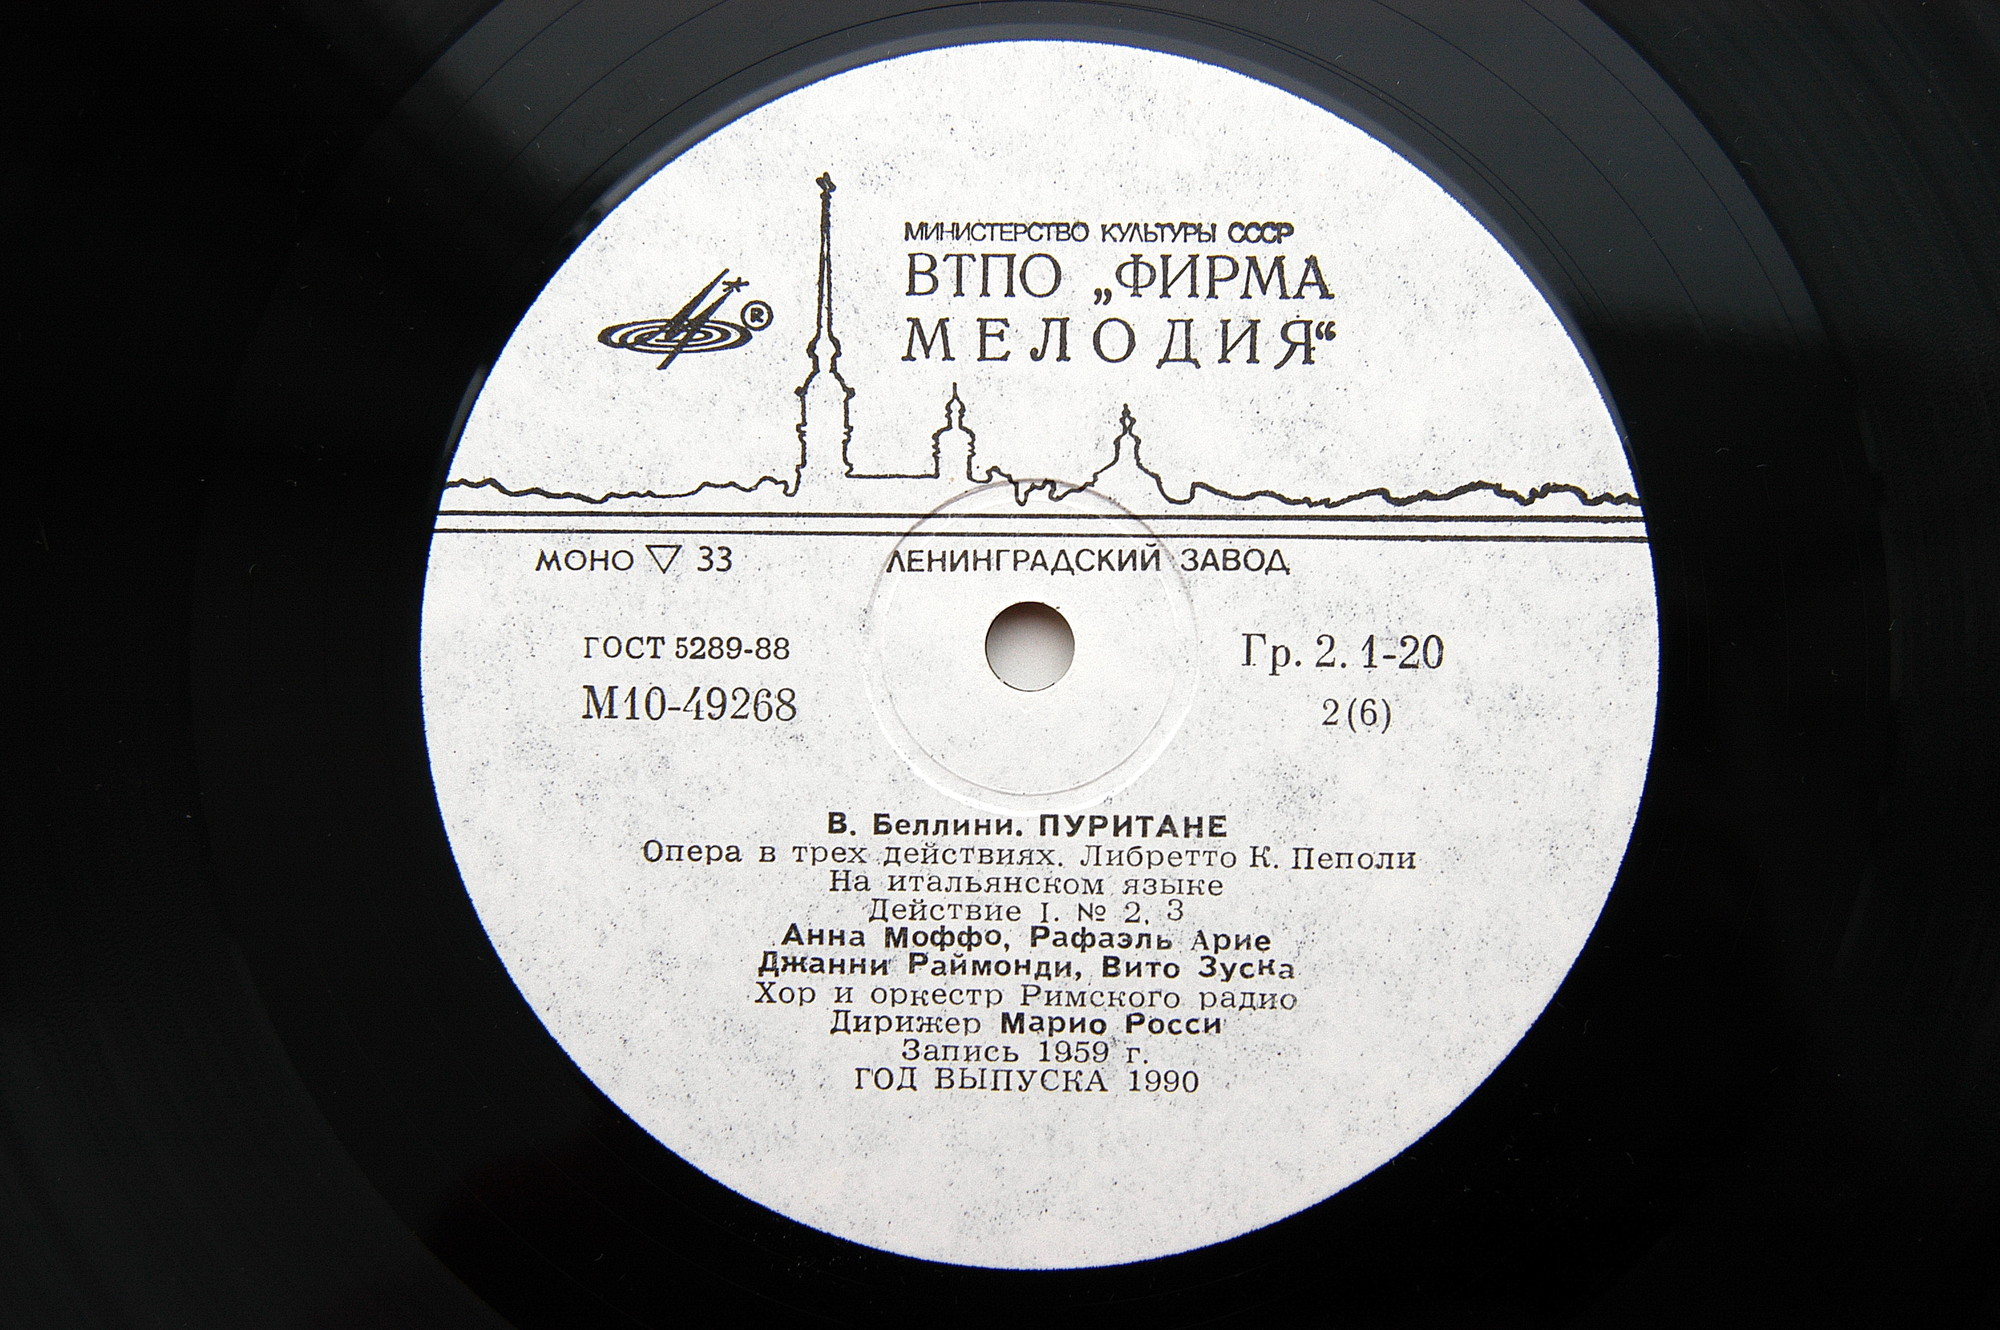 МИНИСТЕРСТВО КУЛЬТУРЫ СССР
ВТПО „ФИРМА
МЕЛОДИЯ“
®
МОНО ▽ 33
ЛЕНИНГРАДСКИЙ ЗАВОД
ГОСТ 5289-88
М10-49268
Гр. 2. 1-20
2(6)
В. Беллини. ПУРИТАНЕ
Опера в трех действиях. Либретто К. Пеполи
На итальянском языке
Действие I. № 2, 3
Анна Моффо, Рафаэль Арие
Джанни Раймонди, Вито Зуска
Хор и оркестр Римского радио
Дирижер Марио Росси
Запись 1959 г.
ГОД ВЫПУСКА 1990